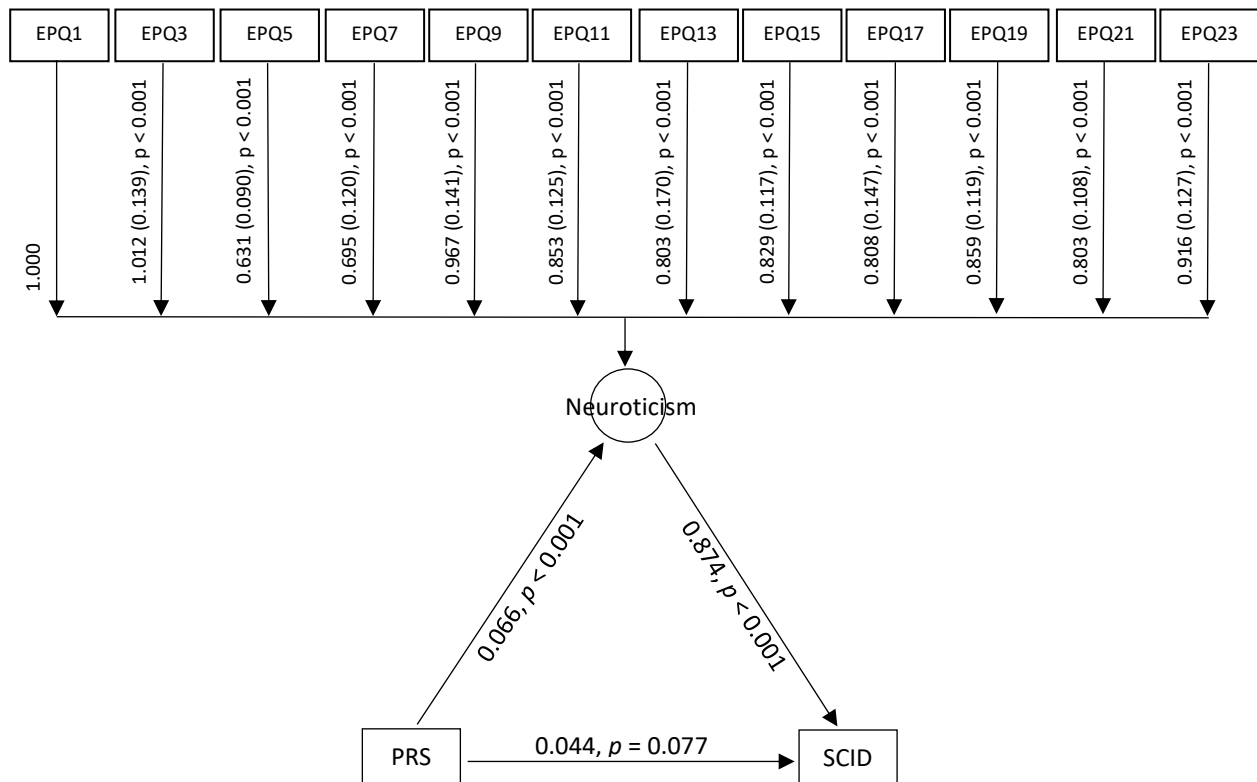 EPQ1
EPQ3
EPQ5
EPQ7
EPQ9
EPQ11
EPQ13
EPQ15
EPQ17
EPQ19
EPQ21
EPQ23
1.000
1.012 (0.139), p < 0.001
0.631 (0.090), p < 0.001
0.695 (0.120), p < 0.001
0.967 (0.141), p < 0.001
0.853 (0.125), p < 0.001
0.803 (0.170), p < 0.001
0.829 (0.117), p < 0.001
0.808 (0.147), p < 0.001
0.859 (0.119), p < 0.001
0.803 (0.108), p < 0.001
0.916 (0.127), p < 0.001
Neuroticism
0.066, p < 0.001
0.874, p < 0.001
PRS
0.044, p = 0.077
SCID